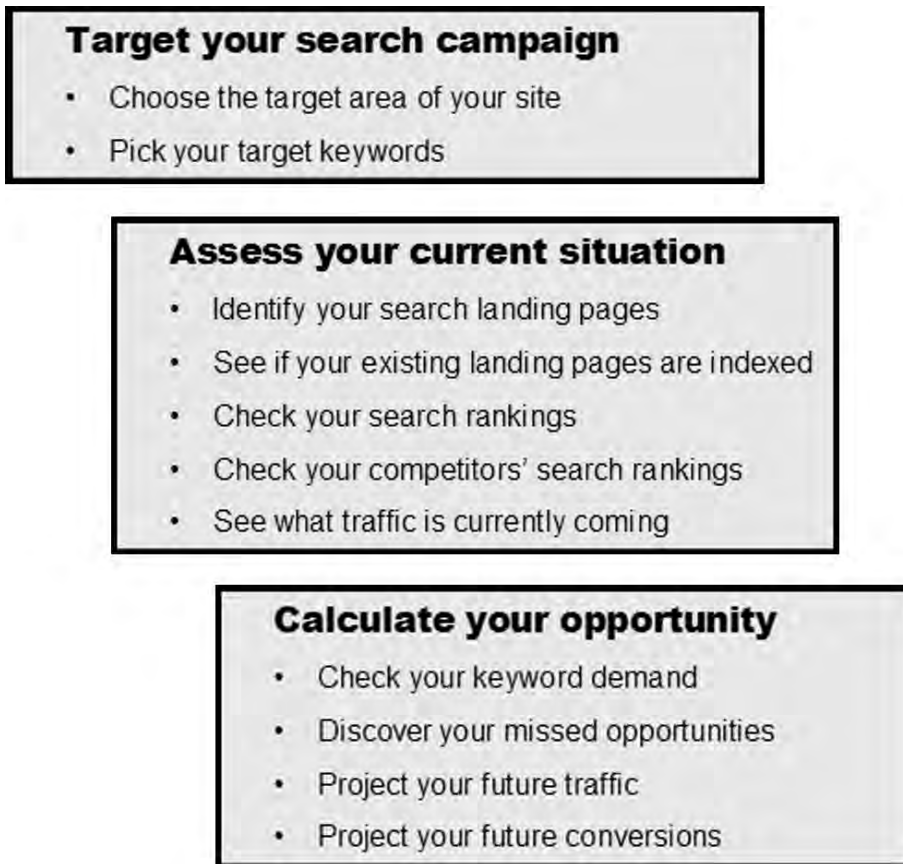 Target your search campaign
• Choose the target area of your site
• Pick your target keywords
Assess your current situation
• Identify your search landing pages
• See if your existing landing pages are indexed
• Check your search rankings
• Check your competitors’ search rankings
• See what traffic is currently coming
Calculate your opportunity
• Check your keyword demand
• Discover your missed opportunities
• Project your future traffic
• Project your future conversions